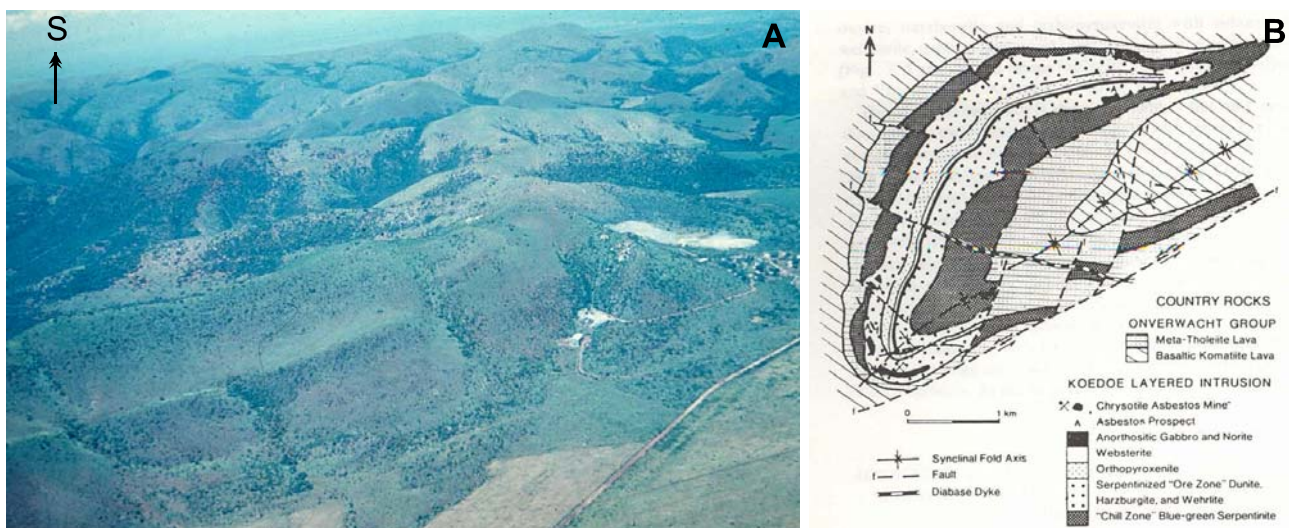 S
A
B
N
f
f
f
f
COUNTRY ROCKS
ONVERWACHT GROUP
Meta-Tholeiite Lava
Basaltic Komatiite Lava
KOEDOE LAYERED INTRUSION
Chrysotile Asbestos Mine
Asbestos Prospect
Anorthositic Gabbro and Norite
Websterite
Orthopyroxenite
Serpentinized "Ore Zone" Dunite,
Harzburgite, and Wehrlite
"Chill Zone" Blue-green Serpentinite
0 1 km
Synclinal Fold Axis
f Fault
Diabase Dyke